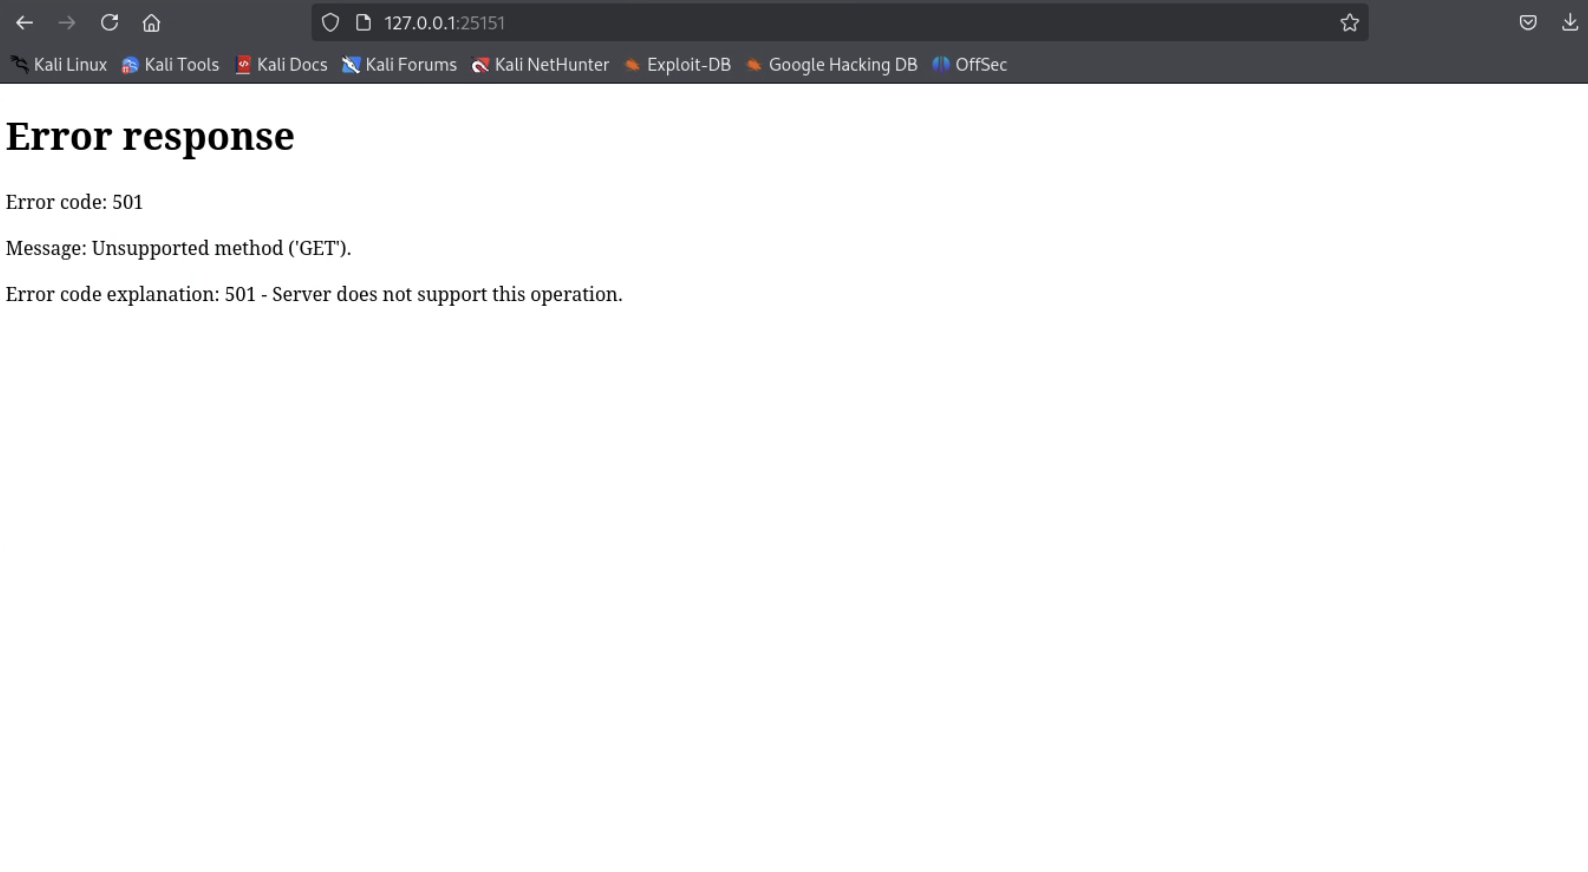 127.0.0.1:25151
Kali Linux Kali Tools Kali Docs Kali Forums Kali NetHunter Exploit-DB Google Hacking DB OffSec
Error response
Error code: 501
Message: Unsupported method ('GET').
Error code explanation: 501 - Server does not support this operation.